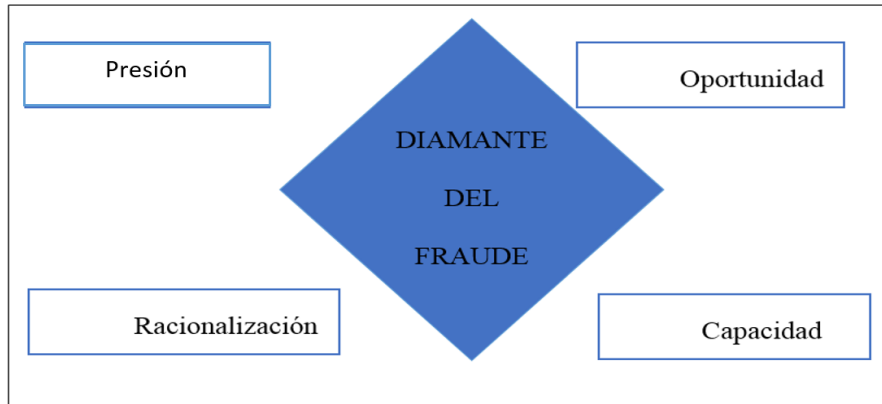 Presión
Oportunidad
DIAMANTE
DEL
FRAUDE
Racionalización
Capacidad